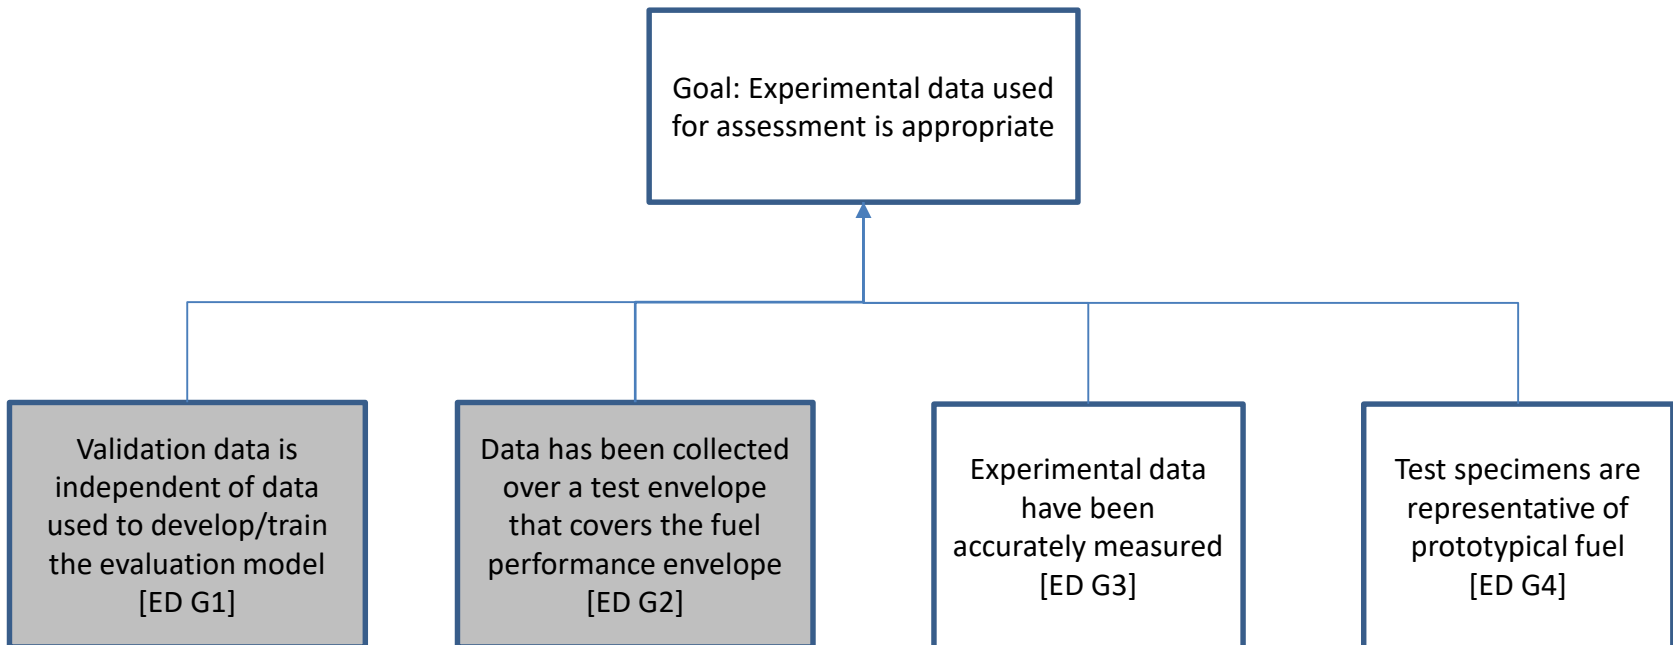 Goal: Experimental data used
for assessment is appropriate
Validation data is
independent of data
used to develop/train
the evaluation model
[ED G1]
Data has been collected
over a test envelope
that covers the fuel
performance envelope
[ED G2]
Experimental data
have been
accurately measured
[ED G3]
Test specimens are
representative of
prototypical fuel
[ED G4]